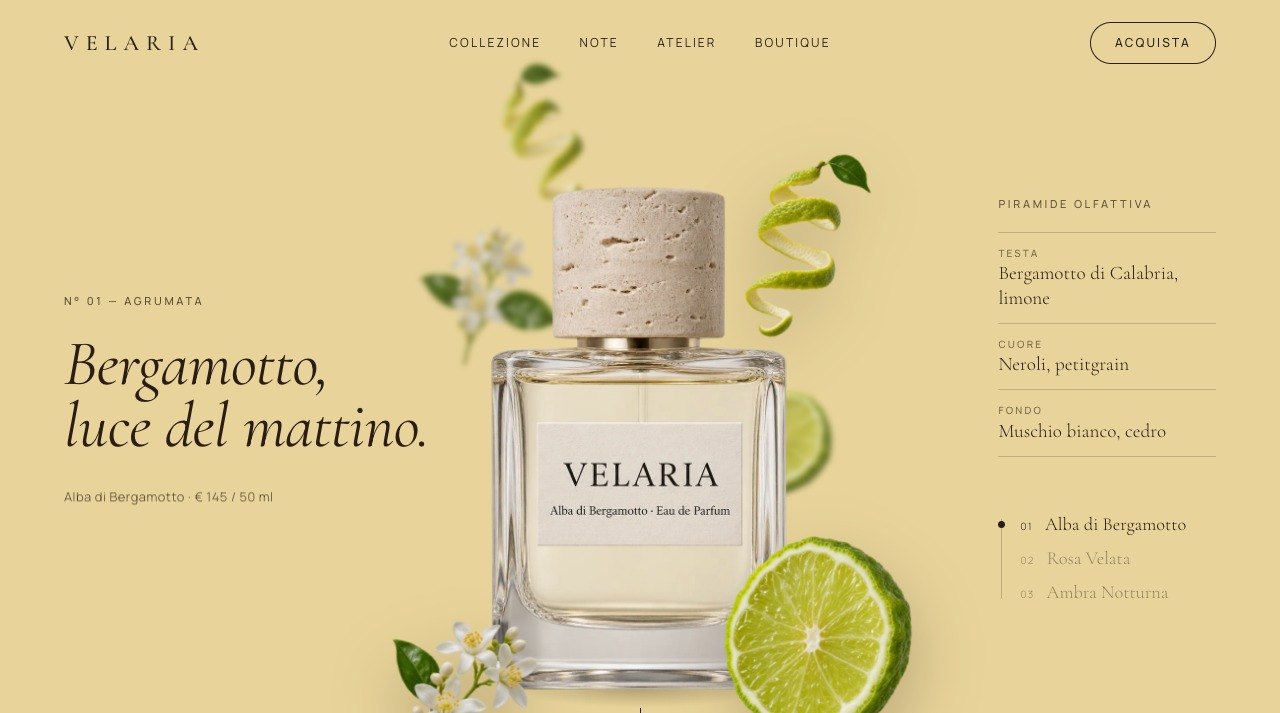 VELARIA
COLLEZIONE NOTE ATELIER BOUTIQUE
ACQUISTA
N° 01 — AGRUMATA
Bergamotto,
luce del mattino.
Alba di Bergamotto · € 145 / 50 ml
VELARIA
Alba di Bergamotto · Eau de Parfum
PIRAMIDE OLFATTIVA
TESTA
Bergamotto di Calabria,
limone
CUORE
Neroli, petitgrain
FONDO
Muschio bianco, cedro
01 Alba di Bergamotto
02 Rosa Velata
03 Ambra Notturna